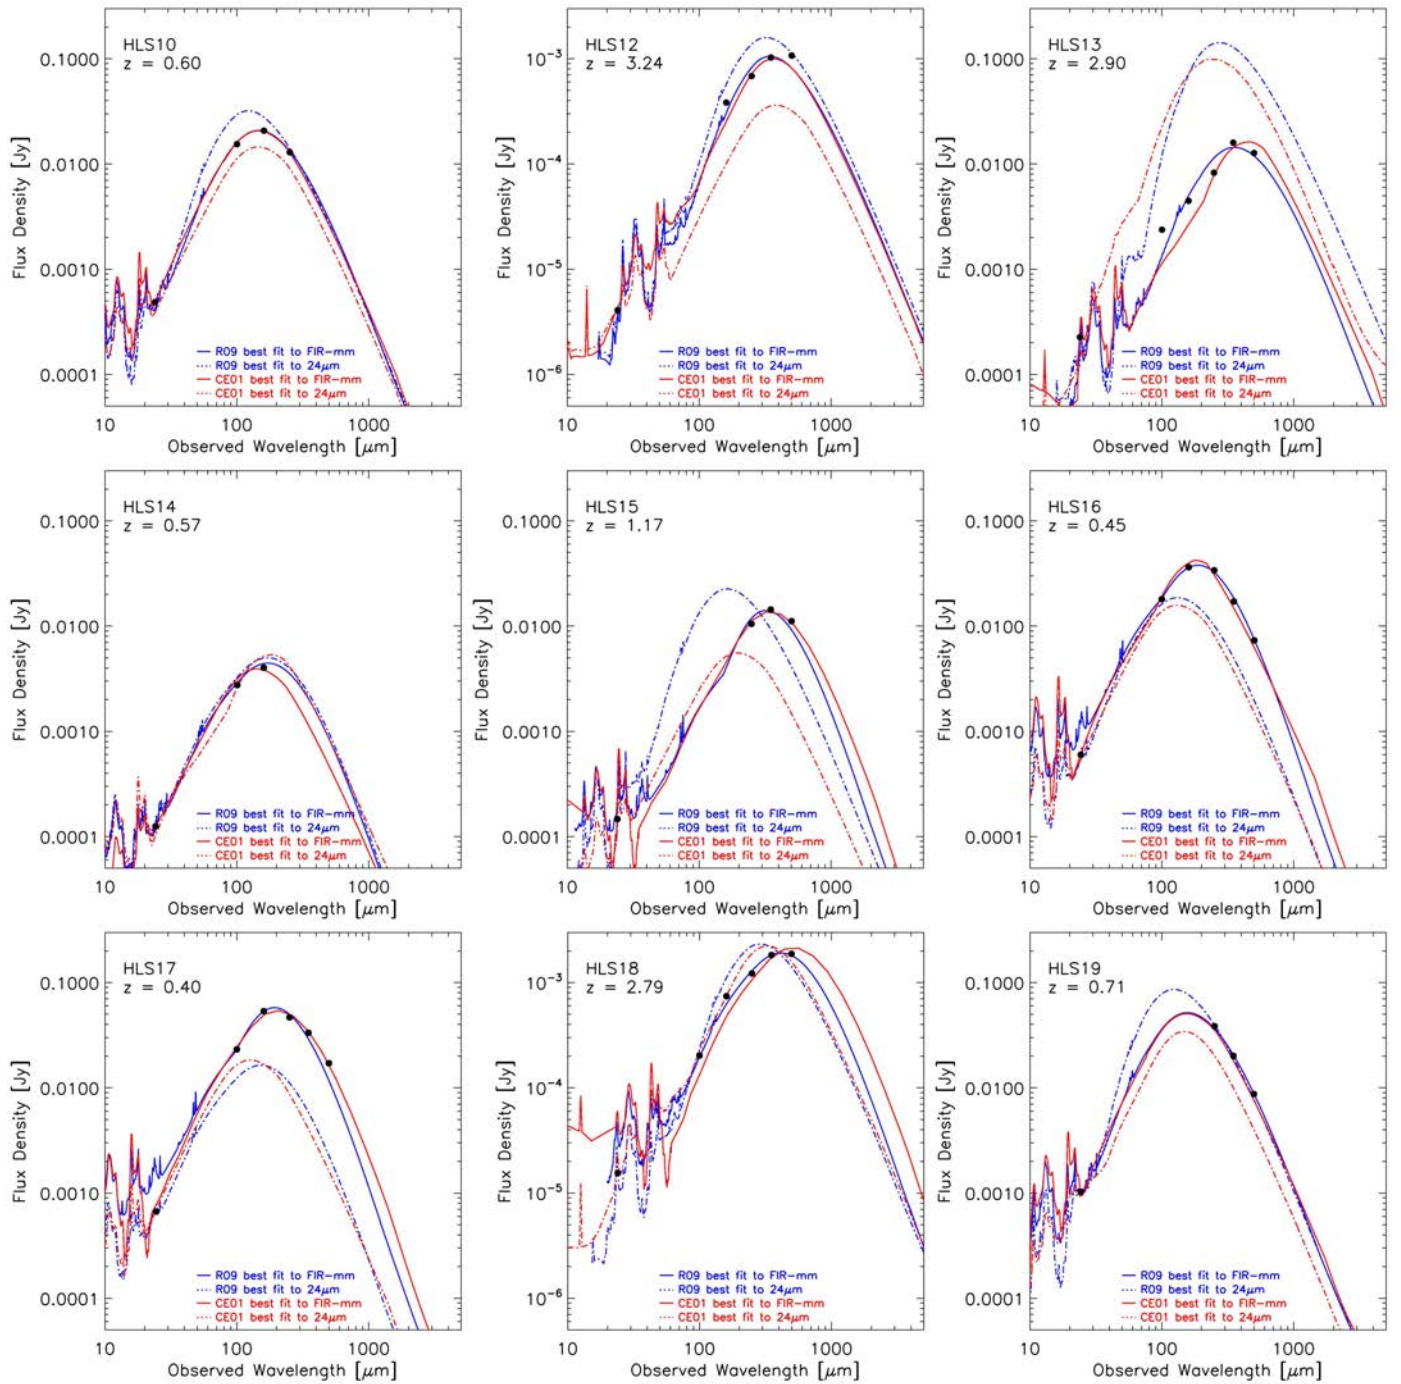 HLS10
z = 0.60
0.1000
0.0100
0.0010
0.0001
Flux Density [Jy]
R09 best fit to FIR-mm
R09 best fit to 24μm
CE01 best fit to FIR-mm
CE01 best fit to 24μm
10 100 1000
Observed Wavelength [μm]
HLS12
z = 3.24
10⁻³
10⁻⁴
10⁻⁵
10⁻⁶
Flux Density [Jy]
R09 best fit to FIR-mm
R09 best fit to 24μm
CE01 best fit to FIR-mm
CE01 best fit to 24μm
10 100 1000
Observed Wavelength [μm]
HLS13
z = 2.90
0.1000
0.0100
0.0010
0.0001
Flux Density [Jy]
R09 best fit to FIR-mm
R09 best fit to 24μm
CE01 best fit to FIR-mm
CE01 best fit to 24μm
10 100 1000
Observed Wavelength [μm]
HLS14
z = 0.57
0.1000
0.0100
0.0010
0.0001
Flux Density [Jy]
R09 best fit to FIR-mm
R09 best fit to 24μm
CE01 best fit to FIR-mm
CE01 best fit to 24μm
10 100 1000
Observed Wavelength [μm]
HLS15
z = 1.17
0.1000
0.0100
0.0010
0.0001
Flux Density [Jy]
R09 best fit to FIR-mm
R09 best fit to 24μm
CE01 best fit to FIR-mm
CE01 best fit to 24μm
10 100 1000
Observed Wavelength [μm]
HLS16
z = 0.45
0.1000
0.0100
0.0010
0.0001
Flux Density [Jy]
R09 best fit to FIR-mm
R09 best fit to 24μm
CE01 best fit to FIR-mm
CE01 best fit to 24μm
10 100 1000
Observed Wavelength [μm]
HLS17
z = 0.40
0.1000
0.0100
0.0010
0.0001
Flux Density [Jy]
R09 best fit to FIR-mm
R09 best fit to 24μm
CE01 best fit to FIR-mm
CE01 best fit to 24μm
10 100 1000
Observed Wavelength [μm]
HLS18
z = 2.79
10⁻³
10⁻⁴
10⁻⁵
10⁻⁶
Flux Density [Jy]
R09 best fit to FIR-mm
R09 best fit to 24μm
CE01 best fit to FIR-mm
CE01 best fit to 24μm
10 100 1000
Observed Wavelength [μm]
HLS19
z = 0.71
0.1000
0.0100
0.0010
0.0001
Flux Density [Jy]
R09 best fit to FIR-mm
R09 best fit to 24μm
CE01 best fit to FIR-mm
CE01 best fit to 24μm
10 100 1000
Observed Wavelength [μm]